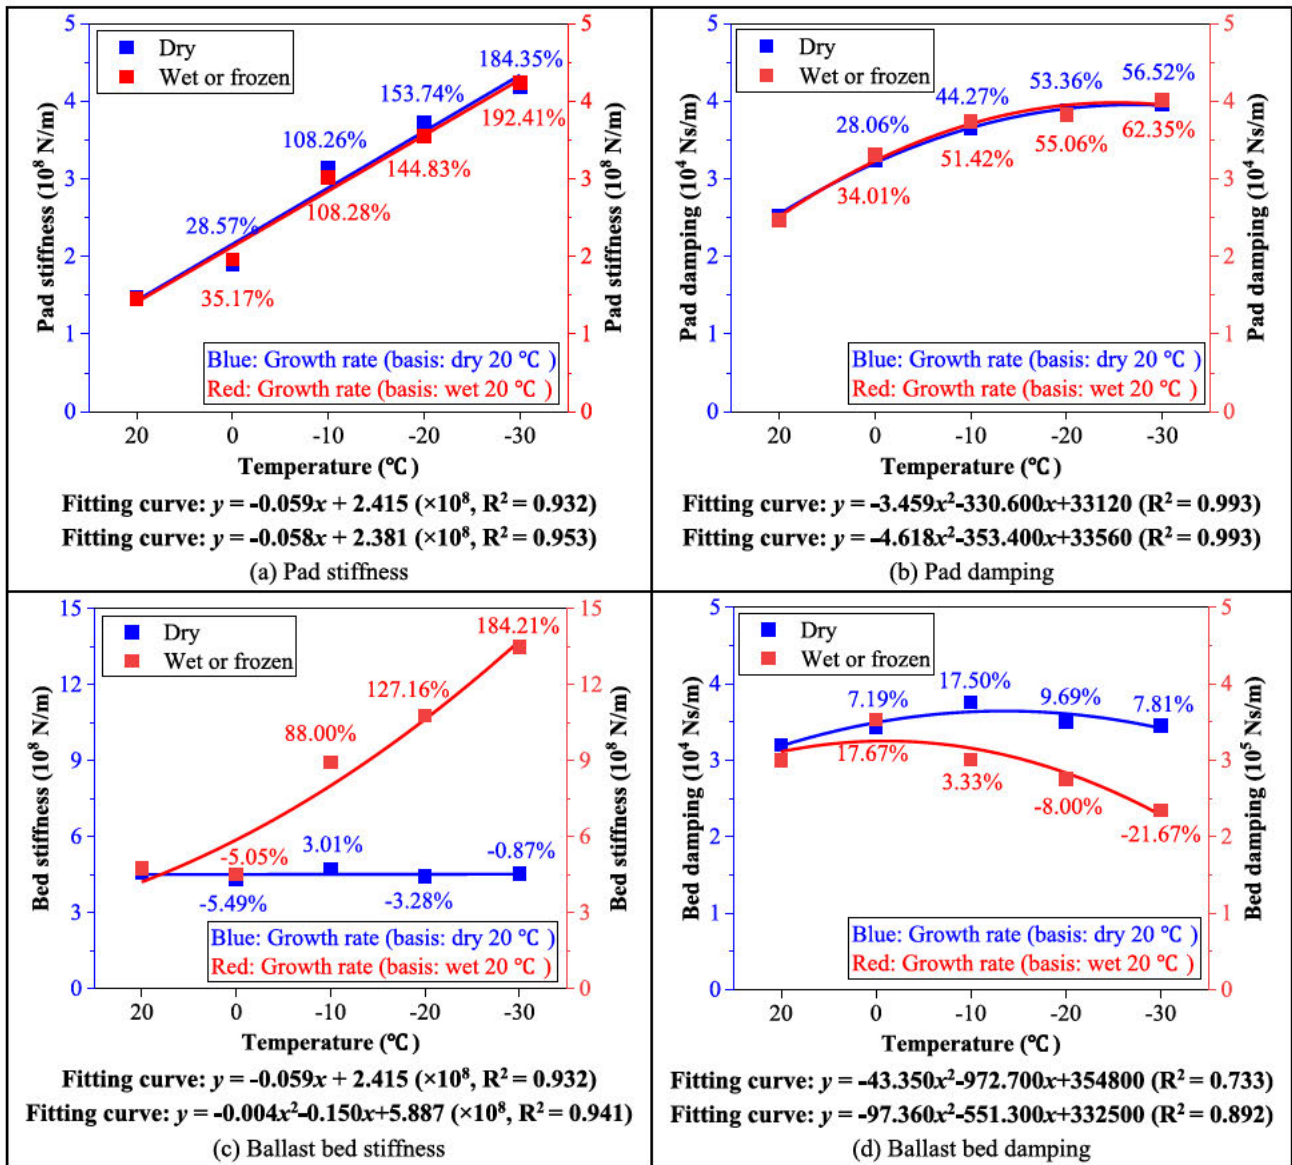 Dry
Wet or frozen
184.35%
153.74%
192.41%
108.26%
144.83%
108.28%
28.57%
35.17%
Blue: Growth rate (basis: dry 20 ℃ )
Red: Growth rate (basis: wet 20 ℃ )
Pad stiffness (10⁸ N/m)
0 1 2 3 4 5
Pad stiffness (10⁸ N/m)
0 1 2 3 4 5
20 0 -10 -20 -30
Temperature (℃ )
Fitting curve: y = -0.059x + 2.415 (×10⁸, R² = 0.932)
Fitting curve: y = -0.058x + 2.381 (×10⁸, R² = 0.953)
(a) Pad stiffness
Dry
Wet or frozen
56.52%
53.36%
44.27%
28.06%
62.35%
55.06%
51.42%
34.01%
Blue: Growth rate (basis: dry 20 ℃ )
Red: Growth rate (basis: wet 20 ℃ )
Pad damping (10⁴ Ns/m)
0 1 2 3 4 5
Pad damping (10⁴ Ns/m)
0 1 2 3 4 5
20 0 -10 -20 -30
Temperature (℃ )
Fitting curve: y = -3.459x²-330.600x+33120 (R² = 0.993)
Fitting curve: y = -4.618x²-353.400x+33560 (R² = 0.993)
(b) Pad damping
Dry
Wet or frozen
184.21%
127.16%
88.00%
-5.05%
3.01%
-0.87%
-5.49%
-3.28%
Blue: Growth rate (basis: dry 20 ℃ )
Red: Growth rate (basis: wet 20 ℃ )
Bed stiffness (10⁸ N/m)
0 3 6 9 12 15
Bed stiffness (10⁸ N/m)
0 3 6 9 12 15
20 0 -10 -20 -30
Temperature (℃ )
Fitting curve: y = -0.059x + 2.415 (×10⁸, R² = 0.932)
Fitting curve: y = -0.004x²-0.150x+5.887 (×10⁸, R² = 0.941)
(c) Ballast bed stiffness
Dry
Wet or frozen
7.19%
17.50%
9.69%
7.81%
17.67%
3.33%
-8.00%
-21.67%
Blue: Growth rate (basis: dry 20 ℃ )
Red: Growth rate (basis: wet 20 ℃ )
Bed damping (10⁴ Ns/m)
0 1 2 3 4 5
Bed damping (10⁵ Ns/m)
0 1 2 3 4 5
20 0 -10 -20 -30
Temperature (℃ )
Fitting curve: y = -43.350x²-972.700x+354800 (R² = 0.733)
Fitting curve: y = -97.360x²-551.300x+332500 (R² = 0.892)
(d) Ballast bed damping